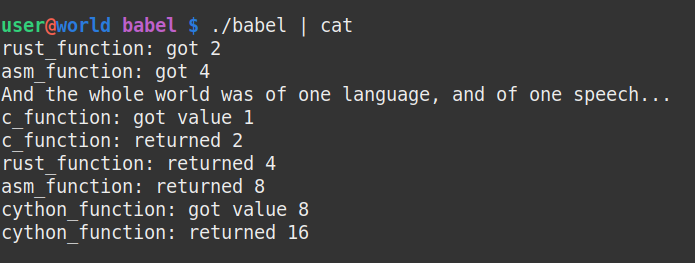 user@world babel $ ./babel | cat
rust_function: got 2
asm_function: got 4
And the whole world was of one language, and of one speech...
c_function: got value 1
c_function: returned 2
rust_function: returned 4
asm_function: returned 8
cython_function: got value 8
cython_function: returned 16